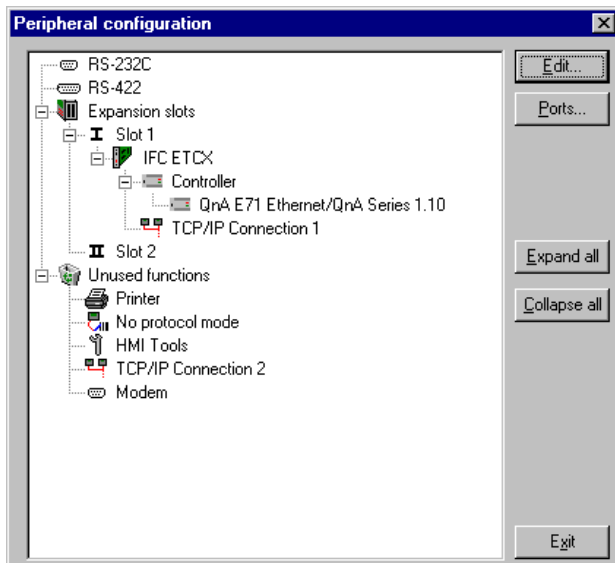 Peripheral configuration
RS-232C
RS-422
Expansion slots
I Slot 1
IFC ETCX
Controller
QnA E71 Ethernet/QnA Series 1.10
TCP/IP Connection 1
II Slot 2
Unused functions
Printer
No protocol mode
HMI Tools
TCP/IP Connection 2
Modem
Edit...
Ports...
Expand all
Collapse all
Exit